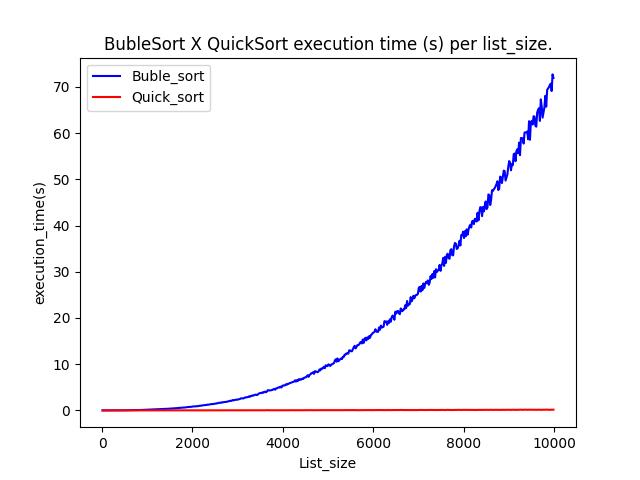 BubleSort X QuickSort execution time (s) per list_size.
Buble_sort
Quick_sort
execution_time(s)
70
60
50
40
30
20
10
0
0 2000 4000 6000 8000 10000
List_size